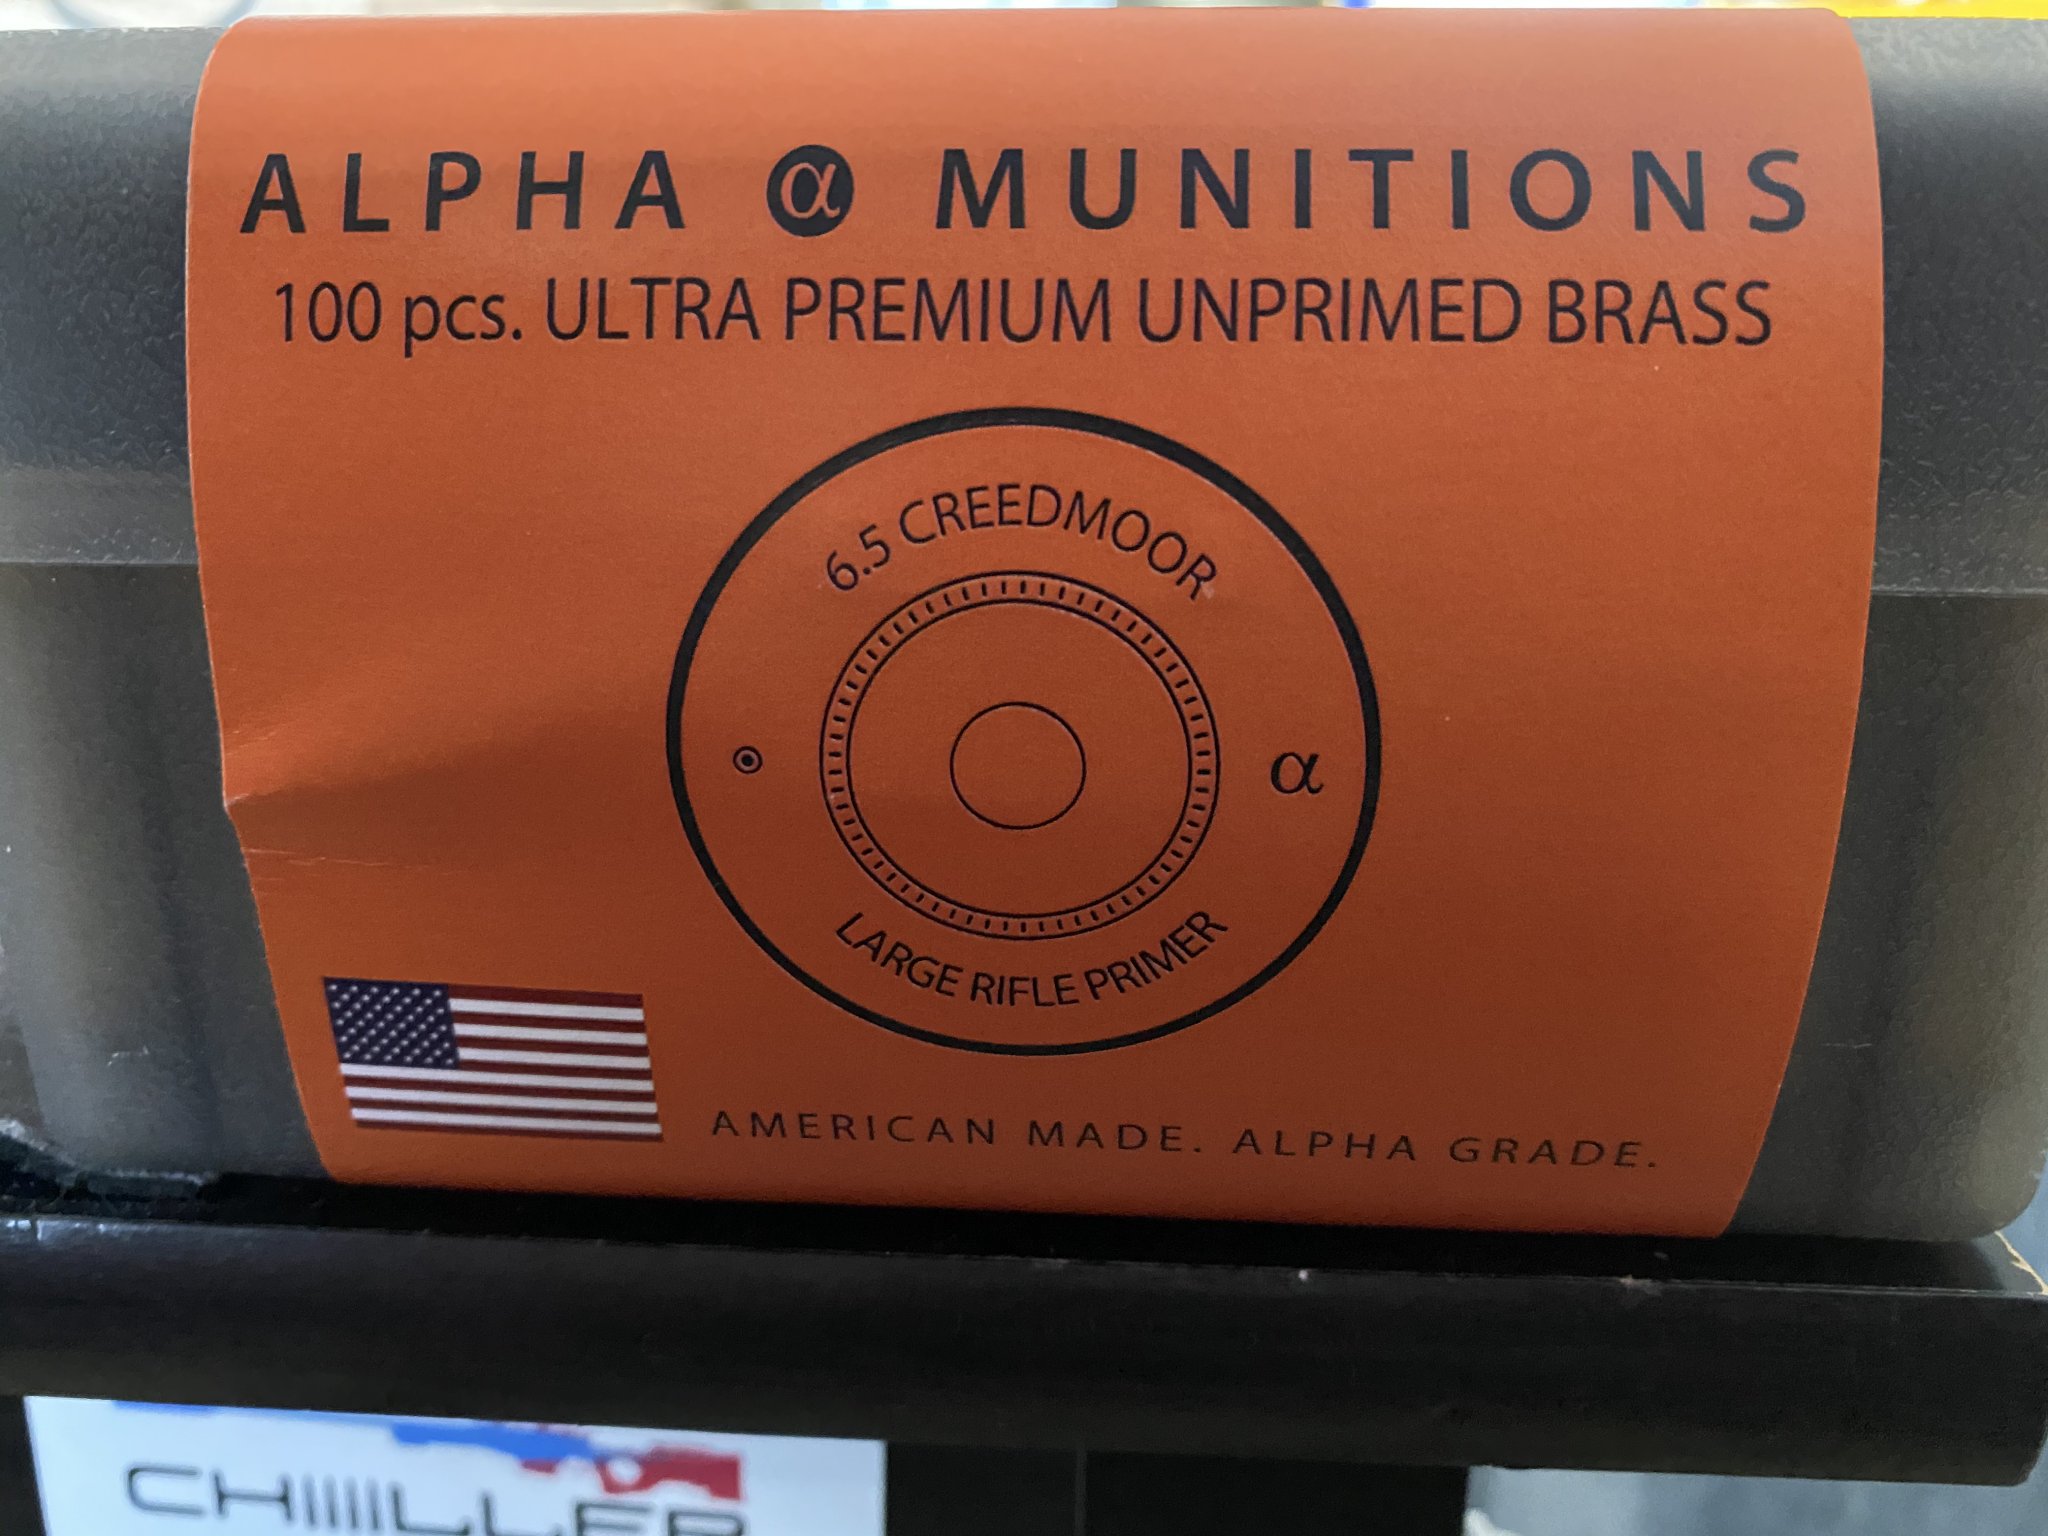 ALPHA α MUNITIONS
100 pcs. ULTRA PREMIUM UNPRIMED BRASS
6.5 CREEDMOOR
α
LARGE RIFLE PRIMER
AMERICAN MADE. ALPHA GRADE.